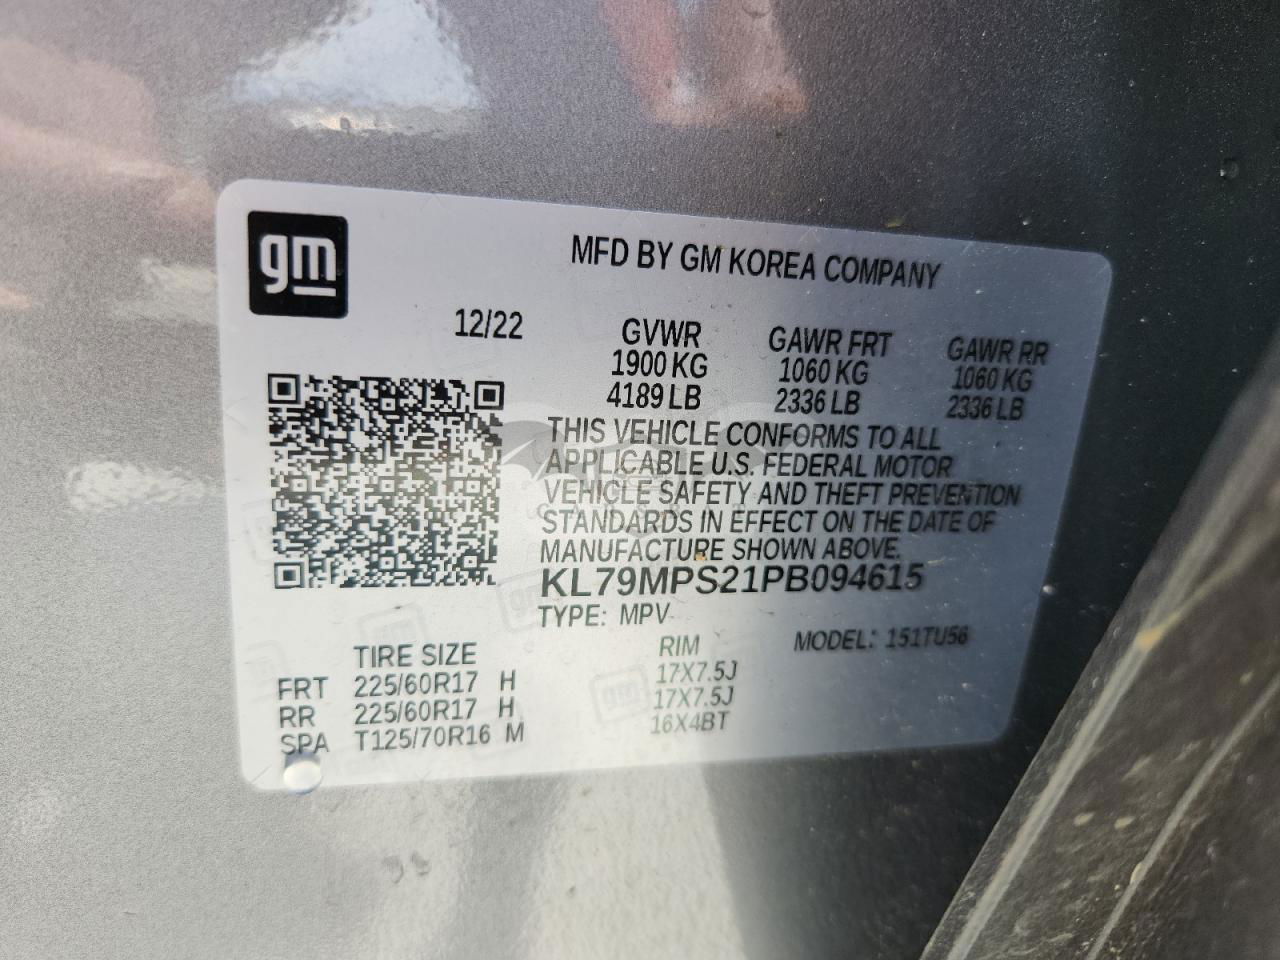 gm
MFD BY GM KOREA COMPANY
12/22 GVWR GAWR FRT GAWR RR
1900 KG 1060 KG 1060 KG
4189 LB 2336 LB 2336 LB
THIS VEHICLE CONFORMS TO ALL
APPLICABLE U.S. FEDERAL MOTOR
VEHICLE SAFETY AND THEFT PREVENTION
STANDARDS IN EFFECT ON THE DATE OF
MANUFACTURE SHOWN ABOVE.
KL79MPS21PB094615
TYPE: MPV
MODEL: 151TU56
TIRE SIZE RIM
FRT 225/60R17 H 17X7.5J
RR 225/60R17 H 17X7.5J
SPA T125/70R16 M 16X4BT
gm